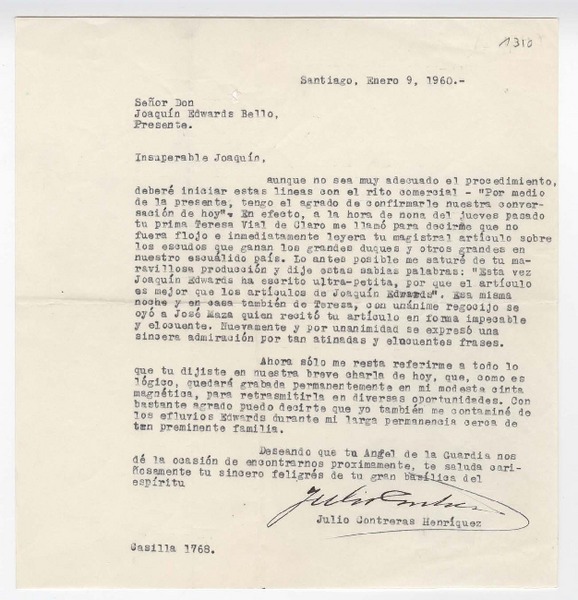 1310
Santiago, Enero 9, 1960.-
Señor Don
Joaquín Edwards Bello,
Presente.
Insuperable Joaquín,
aunque no sea muy adecuado el procedimiento,
deberé iniciar estas líneas con el rito comercial - "Por medio
de la presente, tengo el agrado de confirmarle nuestra conver-
sación de hoy". En efecto, a la hora de nona del jueves pasado
tu prima Teresa Vial de Claro me llamó para decirme que no
fuera flojo e inmediatamente leyera tu magistral artículo sobre
los escudos que ganan los grandes duques y otros grandes en
nuestro escuálido país. Lo antes posible me saturé de tu ma-
ravillosa producción y dije estas sabias palabras: "Esta vez
Joaquín Edwards ha escrito ultra-petita, por que el artículo
es mejor que los artículos de Joaquín Edwards". Esa misma
noche y en casa también de Teresa, con unánime regocijo se
oyó a José Maza quien recitó tu artículo en forma impecable
y elocuente. Nuevamente y por unanimidad se expresó una
sincera admiración por tan atinadas y elocuentes frases.
Ahora sólo me resta referirme a todo lo
que tu dijiste en nuestra breve charla de hoy, que, como es
lógico, quedará grabada permanentemente en mi modesta cinta
magnética, para retrasmitirla en diversas oportunidades. Con
bastante agrado puedo decirte que yo también me contaminé de
los efluvios Edwards durante mi larga permanencia cerca de
tan preminente familia.
Deseando que tu Angel de la Guardia nos
dé la ocasión de encontrarnos proximamente, te saluda cari-
ñosamente tu sincero feligrés de tu gran basílica del
espíritu
Julio Contreras Henríquez
Casilla 1768.